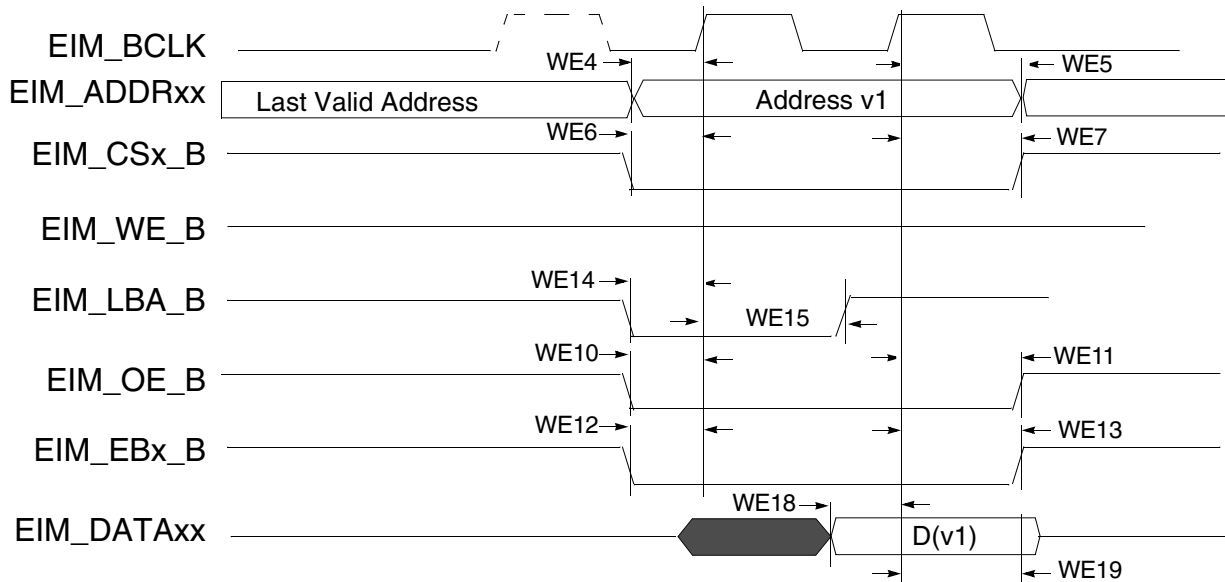 EIM_BCLK
WE4
WE5
EIM_ADDRxx
Last Valid Address
Address v1
WE6
WE7
EIM_CSx_B
EIM_WE_B
WE14
EIM_LBA_B
WE15
WE10
WE11
EIM_OE_B
WE12
WE13
EIM_EBx_B
WE18
EIM_DATAxx
D(v1)
WE19